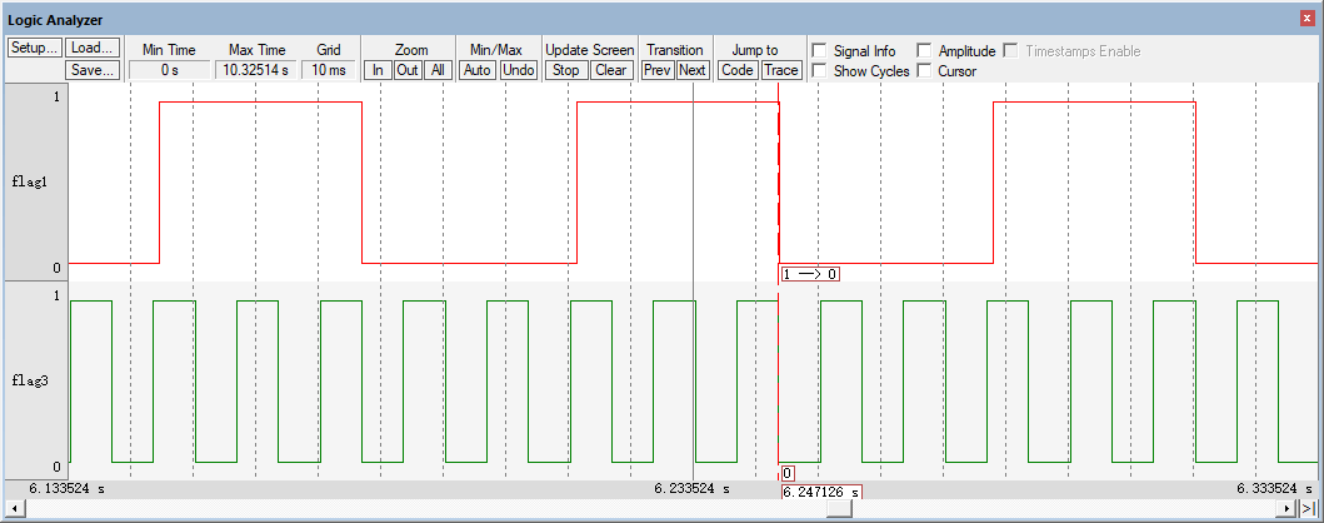 Logic Analyzer
Setup... Load... Min Time Max Time Grid Zoom Min/Max Update Screen Transition Jump to Signal Info Amplitude Timestamps Enable
Save... 0 s 10.32514 s 10 ms In Out All Auto Undo Stop Clear Prev Next Code Trace Show Cycles Cursor
1
flag1
0
1 —> 0
1
flag3
0
0
6.133524 s 6.233524 s 6.247126 s 6.333524 s
>|